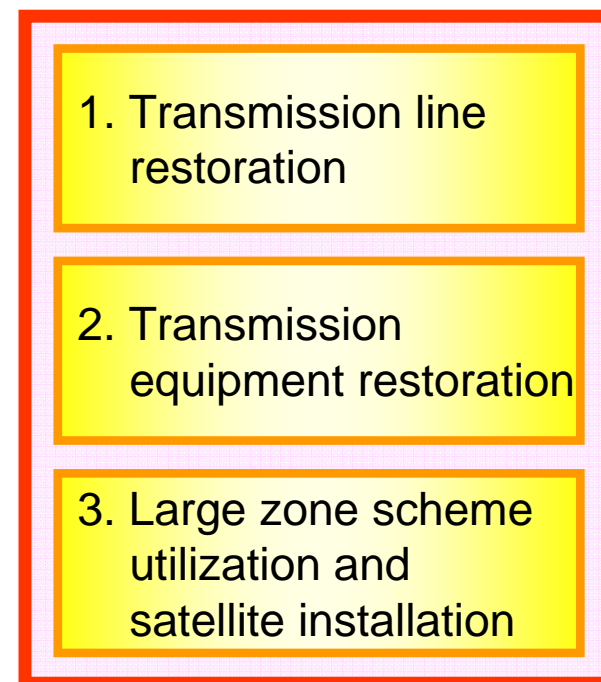 1. Transmission line
restoration
2. Transmission
equipment restoration
3. Large zone scheme
utilization and
satellite installation